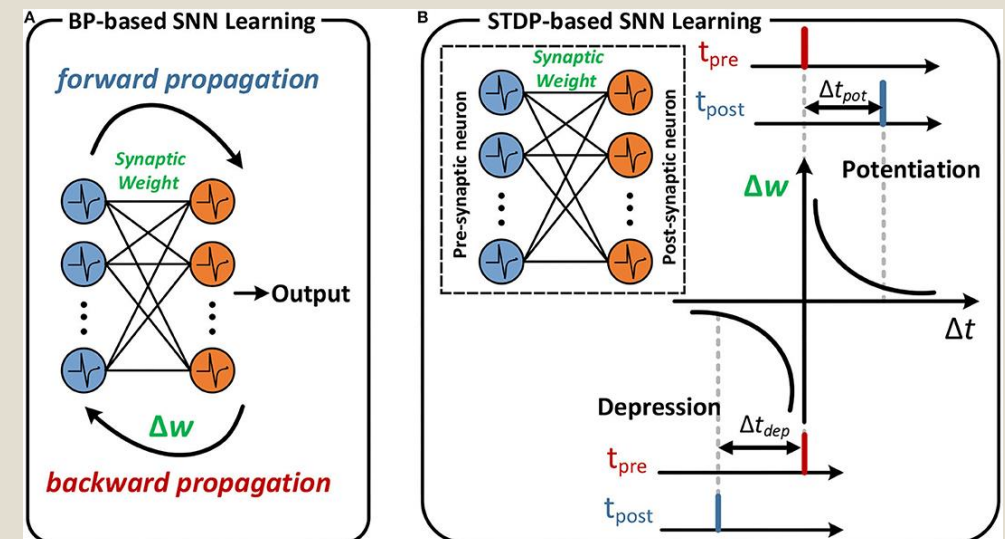 A
BP-based SNN Learning
forward propagation
Synaptic
Weight
Output
Δw
backward propagation
B
STDP-based SNN Learning
Pre-synaptic neuron
Synaptic
Weight
Post-synaptic neuron
tpre
tpost
Δtpot
Potentiation
Δw
Δt
Depression
Δtdep
tpre
tpost